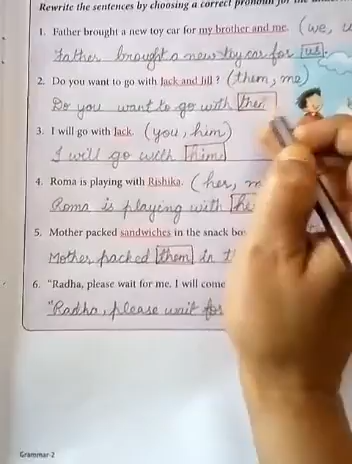 Rewrite the sentences by choosing a correct pronoun for the
1. Father brought a new toy car for my brother and me. (we,
Father brought a new toy car for us.
2. Do you want to go with Jack and Jill? (them, me)
Do you want to go with
3. I will go with Jack. (you, him)
I will go with him
4. Roma is playing with Rishika. (her,
Roma is playing with
5. Mother packed sandwiches in the snack
Mother packed them in
6. "Radha, please wait for me. I will come
"Radha, please wait for
Grammar-2